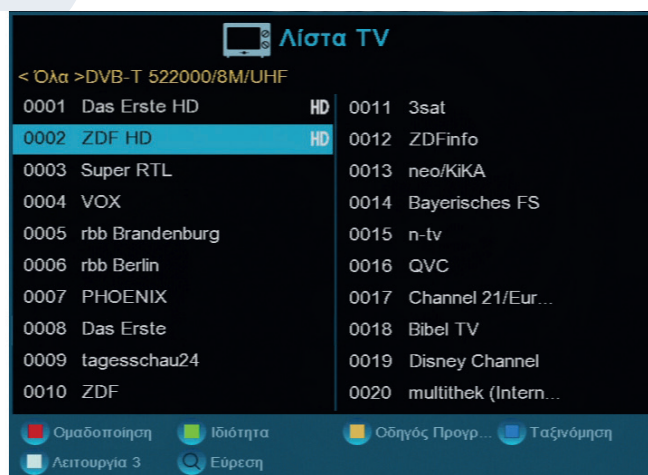 Λίστα TV
< Όλα >DVB-T 522000/8M/UHF
0001 Das Erste HD HD
0002 ZDF HD HD
0003 Super RTL
0004 VOX
0005 rbb Brandenburg
0006 rbb Berlin
0007 PHOENIX
0008 Das Erste
0009 tagesschau24
0010 ZDF
0011 3sat
0012 ZDFinfo
0013 neo/KiKA
0014 Bayerisches FS
0015 n-tv
0016 QVC
0017 Channel 21/Eur...
0018 Bibel TV
0019 Disney Channel
0020 multithek (Intern...
Ομαδοποίηση Ιδιότητα Οδηγός Προγρ... Ταξινόμηση
Λειτουργία 3 Εύρεση